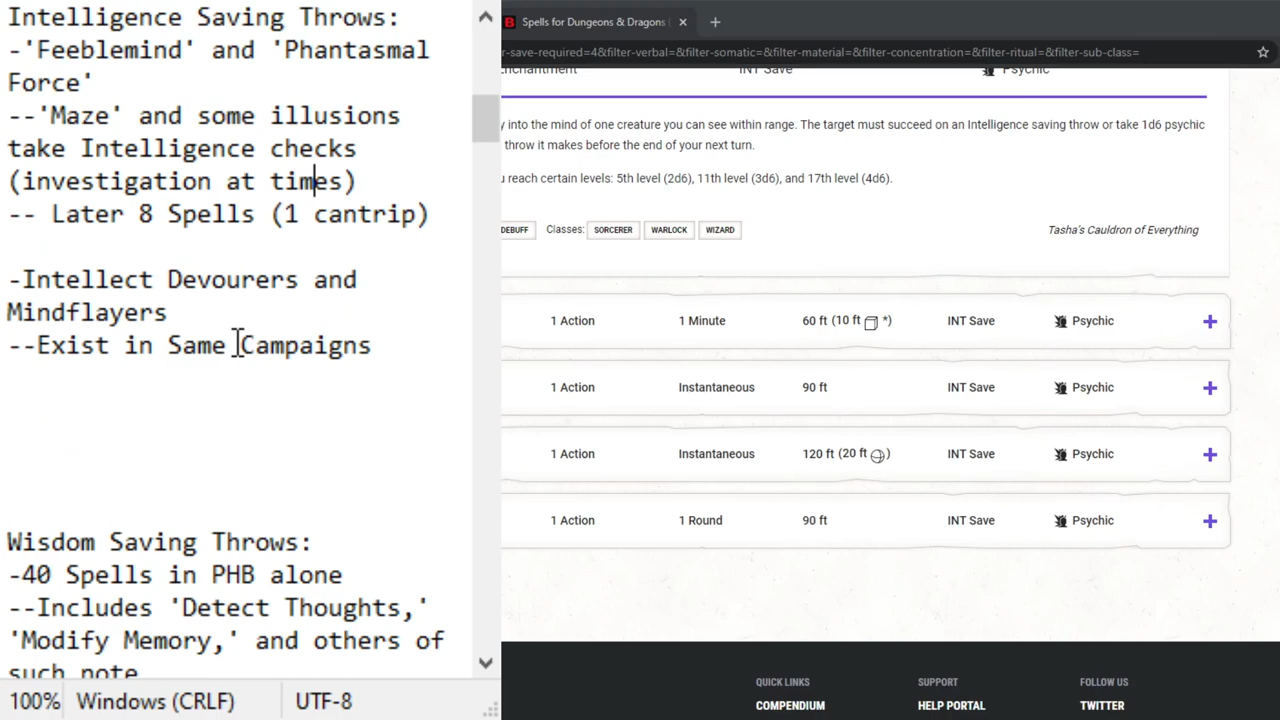 Intelligence Saving Throws:
-'Feeblemind' and 'Phantasmal
Force'
--'Maze' and some illusions
take Intelligence checks
(investigation at times)
-- Later 8 Spells (1 cantrip)
-Intellect Devourers and
Mindflayers
--Exist in Same Campaigns
Wisdom Saving Throws:
-40 Spells in PHB alone
--Includes 'Detect Thoughts,'
'Modify Memory,' and others of
such note
100% Windows (CRLF) UTF-8
Spells for Dungeons & Dragons
r-save-required=4&filter-verbal=&filter-somatic=&filter-material=&filter-concentration=&filter-ritual=&filter-sub-class=
INT Save Psychic
y into the mind of one creature you can see within range. The target must succeed on an Intelligence saving throw or take 1d6 psychic
throw it makes before the end of your next turn.
u reach certain levels: 5th level (2d6), 11th level (3d6), and 17th level (4d6).
DEBUFF Classes: SORCERER WARLOCK WIZARD Tasha's Cauldron of Everything
1 Action 1 Minute 60 ft (10 ft *) INT Save Psychic
1 Action Instantaneous 90 ft INT Save Psychic
1 Action Instantaneous 120 ft (20 ft ) INT Save Psychic
1 Action 1 Round 90 ft INT Save Psychic
QUICK LINKS SUPPORT FOLLOW US
COMPENDIUM HELP PORTAL TWITTER